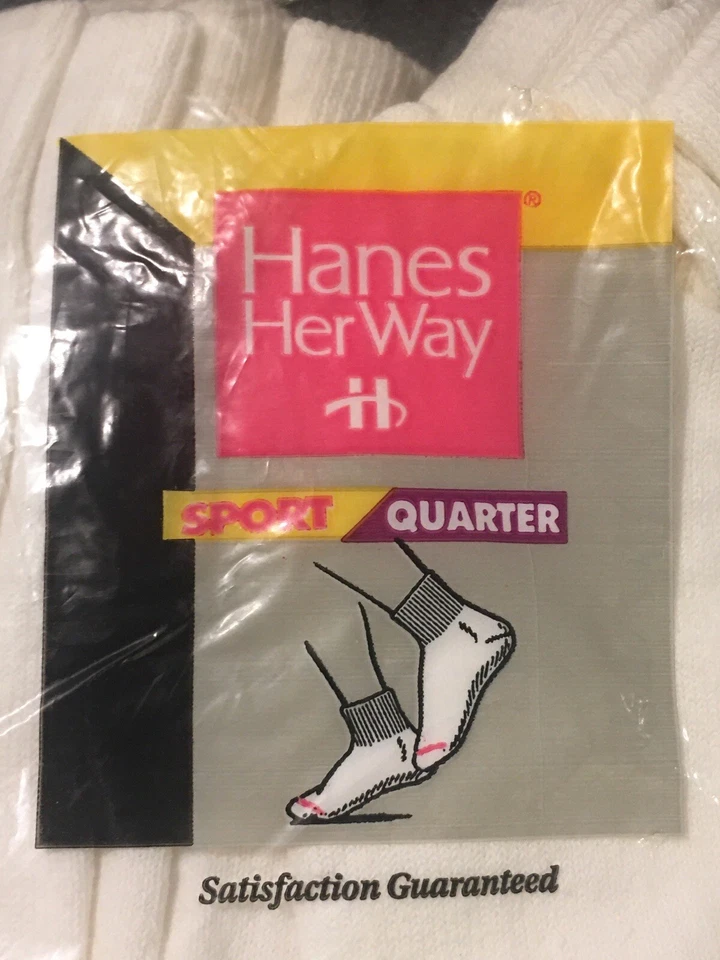 Hanes ®
Her Way
H
SPORT QUARTER
Satisfaction Guaranteed